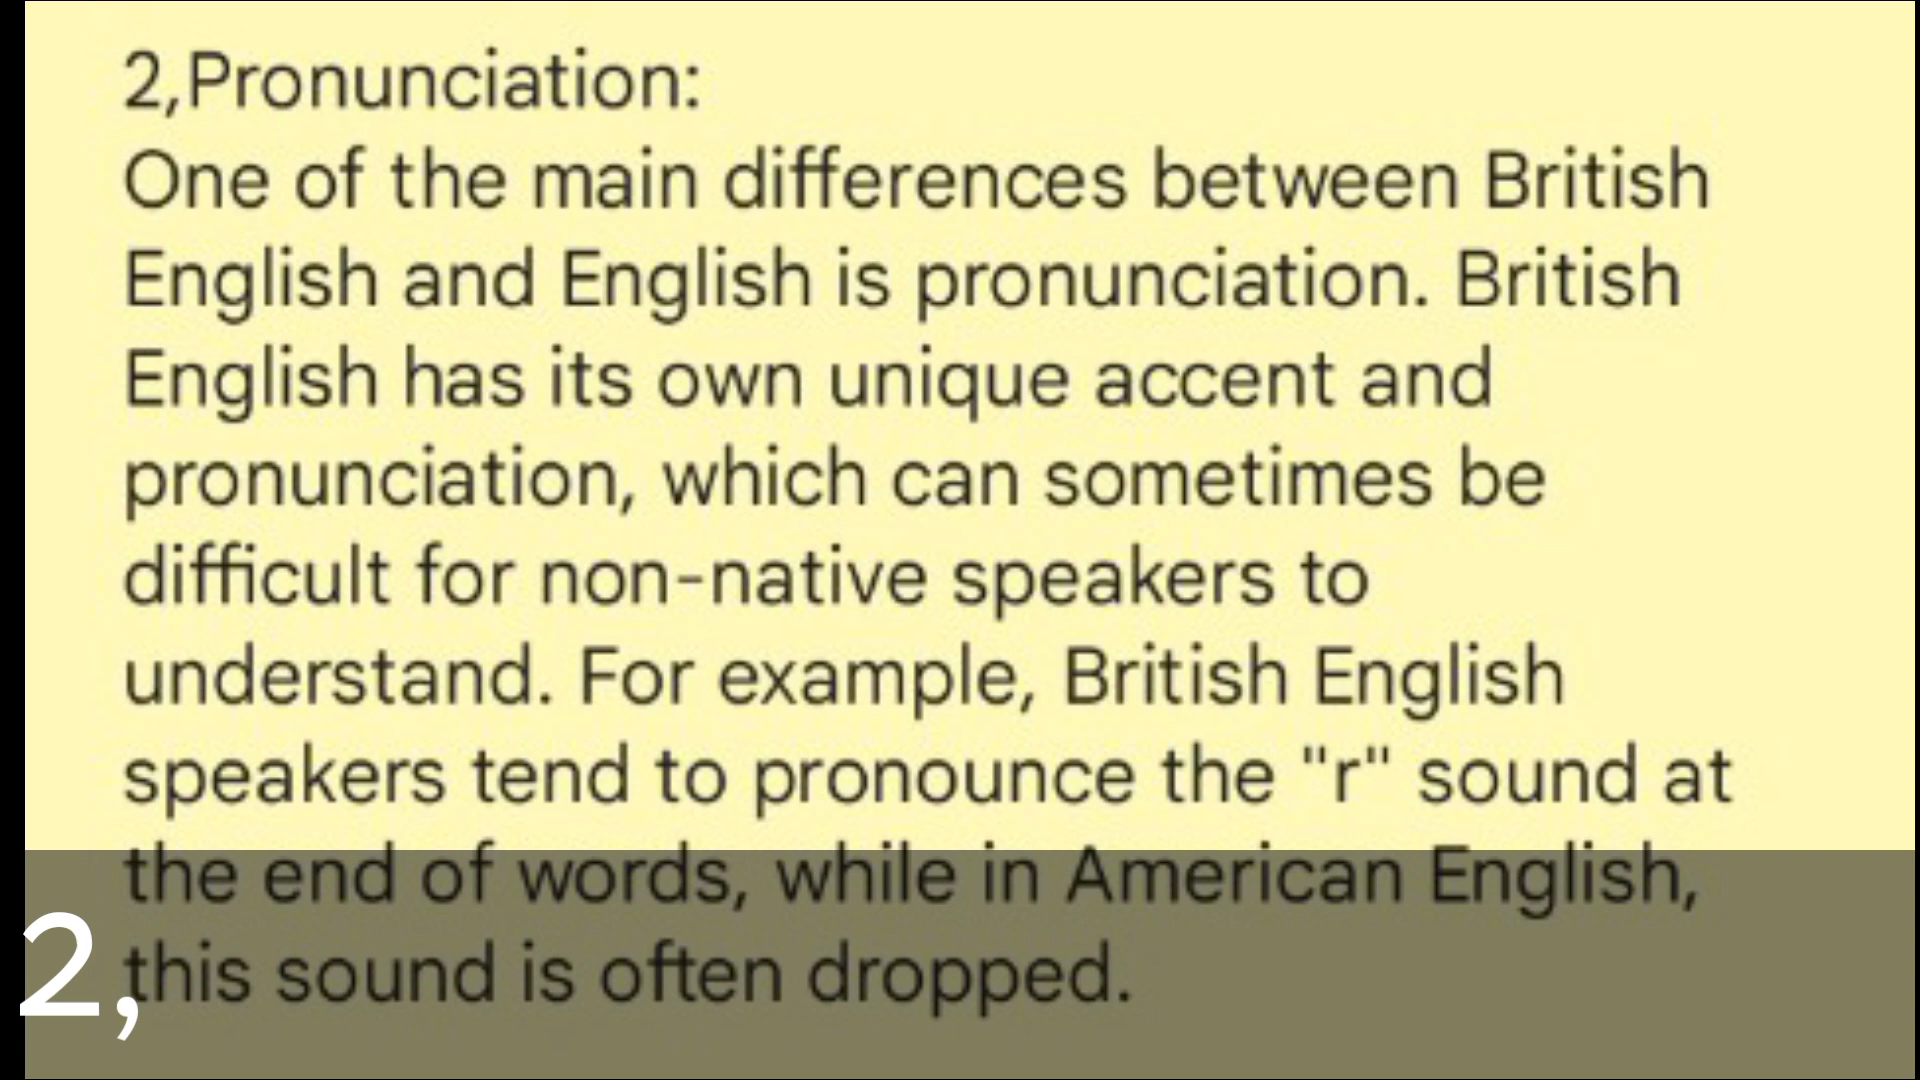 2,Pronunciation:
One of the main differences between British
English and English is pronunciation. British
English has its own unique accent and
pronunciation, which can sometimes be
difficult for non-native speakers to
understand. For example, British English
speakers tend to pronounce the "r" sound at
the end of words, while in American English,
this sound is often dropped.
2,